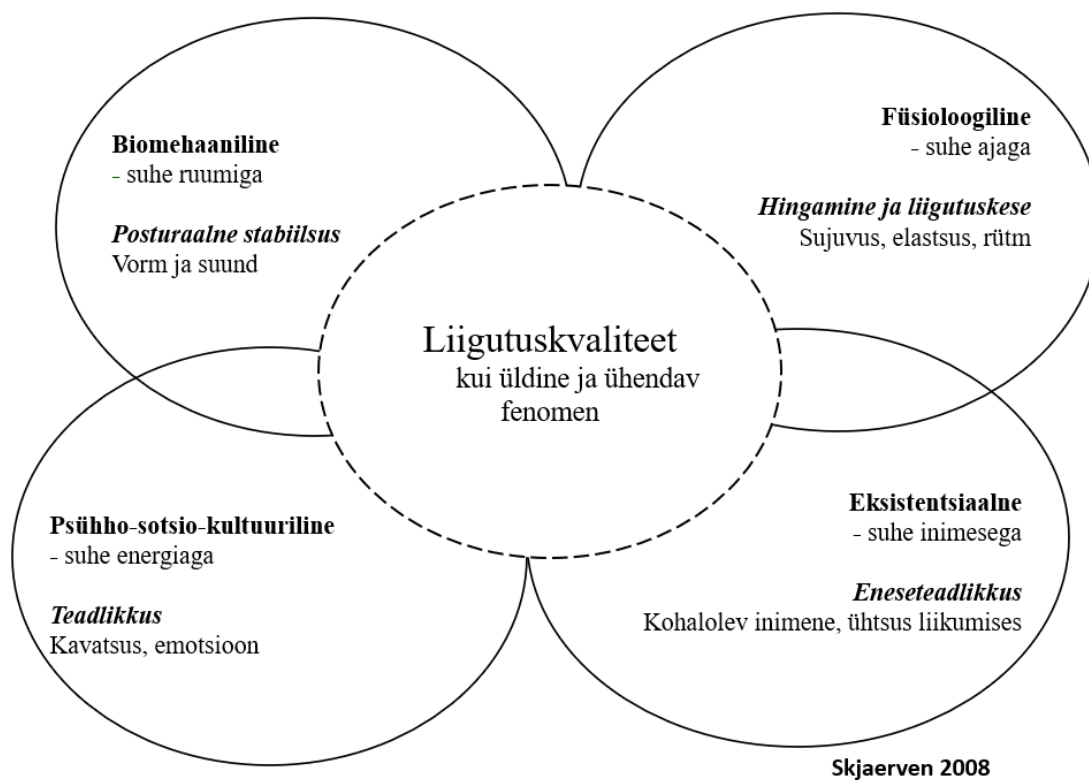 Biomehaaniline
- suhe ruumiga
Posturaalne stabiilsus
Vorm ja suund
Füsioloogiline
- suhe ajaga
Hingamine ja liigutuskese
Sujuvus, elastsus, rütm
Liigutuskvaliteet
kui üldine ja ühendav
fenomen
Psühho-sotsio-kultuuriline
- suhe energiaga
Teadlikkus
Kavatsus, emotsioon
Eksistentsiaalne
- suhe inimesega
Eneseteadlikkus
Kohalolev inimene, ühtsus liikumises
Skjaerven 2008